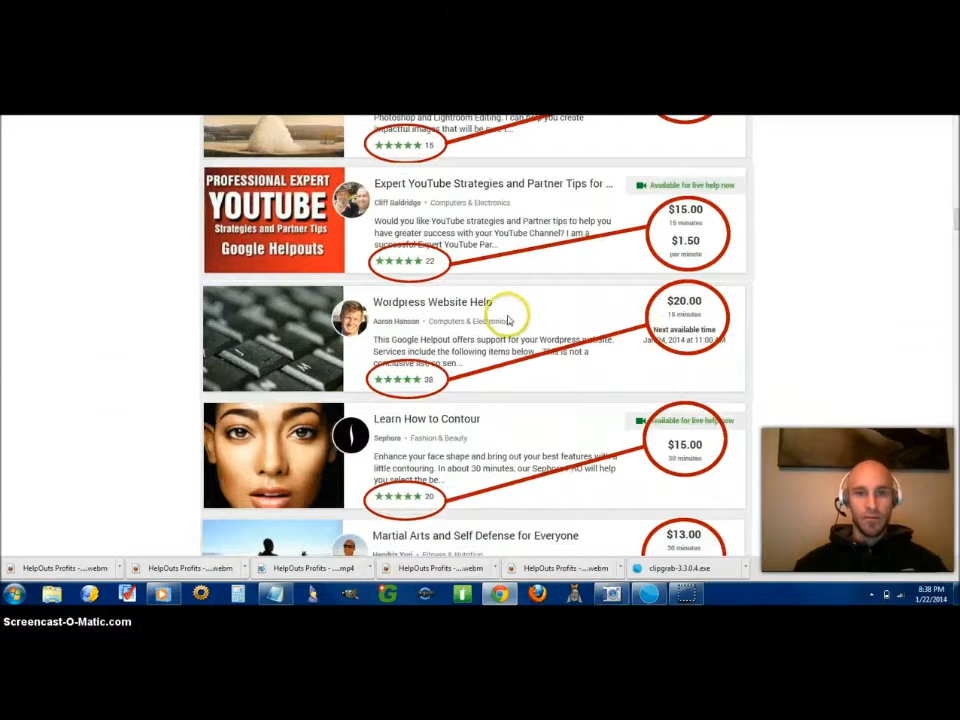 Photoshop and Lightroom Editing. I can help you create
impactful images that will be
15
PROFESSIONAL EXPERT
YOUTUBE
Strategies and Partner Tips
Google Helpouts
Expert YouTube Strategies and Partner Tips for ...
Cliff Baldridge • Computers & Electronics
Would you like YouTube strategies and Partner tips to help you
have greater success with your YouTube Channel? I am a
successful Expert YouTube Par...
22
Available for live help now
$15.00
15 minutes
$1.50
per minute
Wordpress Website Help
Aaron Hanson • Computers & Electronics
This Google Helpout offers support for your Wordpress website.
Services include the following items below... This is not a
conclusive list, so sen...
38
$20.00
15 minutes
Next available time
Jan 24, 2014 at 11:00
Learn How to Contour
Sephora • Fashion & Beauty
Enhance your face shape and bring out your best features with a
little contouring. In about 30 minutes, our Sephora PRO will help
you select the be...
20
Available for live help now
$15.00
30 minutes
Martial Arts and Self Defense for Everyone
Hendrix Yuri • Fitness & Nutrition
$13.00
30 minutes
HelpOuts Profits -....webm
HelpOuts Profits -....webm
HelpOuts Profits -....mp4
HelpOuts Profits -....webm
HelpOuts Profits -....webm
clipgrab-3.3.0.4.exe
8:38 PM
1/22/2014
Screencast-O-Matic.com